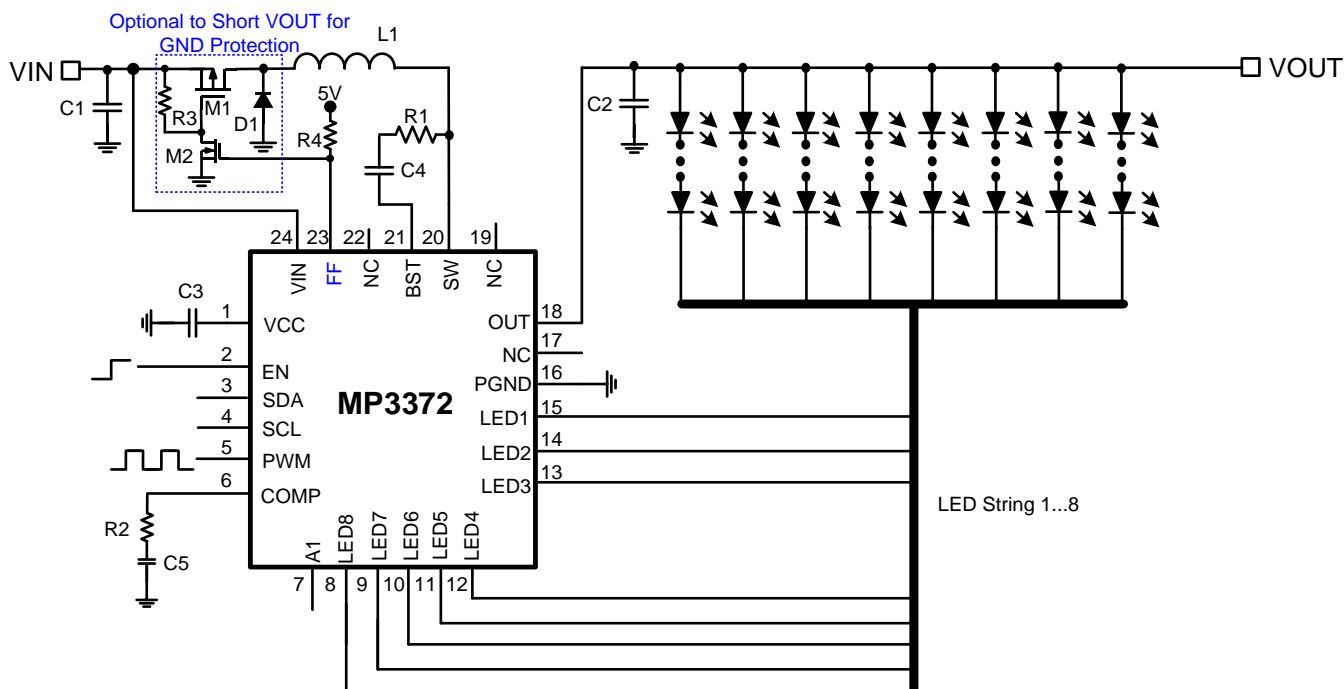 Optional to Short VOUT for
GND Protection
L1
VIN
VOUT
C1
M1
R3
D1
5V
R1
C2
M2
R4
C4
24
23
22
21
20
19
VIN
FF
NC
BST
SW
NC
C3
1
VCC
OUT
18
2
EN
NC
17
3
SDA
PGND
16
MP3372
4
SCL
LED1
15
5
PWM
LED2
14
6
COMP
LED3
13
LED String 1...8
R2
C5
A1
LED8
LED7
LED6
LED5
LED4
7
8
9
10
11
12